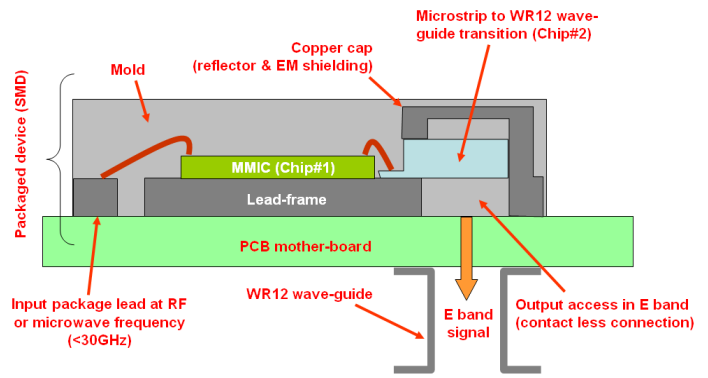 Microstrip to WR12 wave-
guide transition (Chip#2)
Copper cap
(reflector & EM shielding)
Mold
Packaged device (SMD)
MMIC (Chip#1)
Lead-frame
PCB mother-board
Input package lead at RF
or microwave frequency
(<30GHz)
WR12 wave-guide
E band
signal
Output access in E band
(contact less connection)